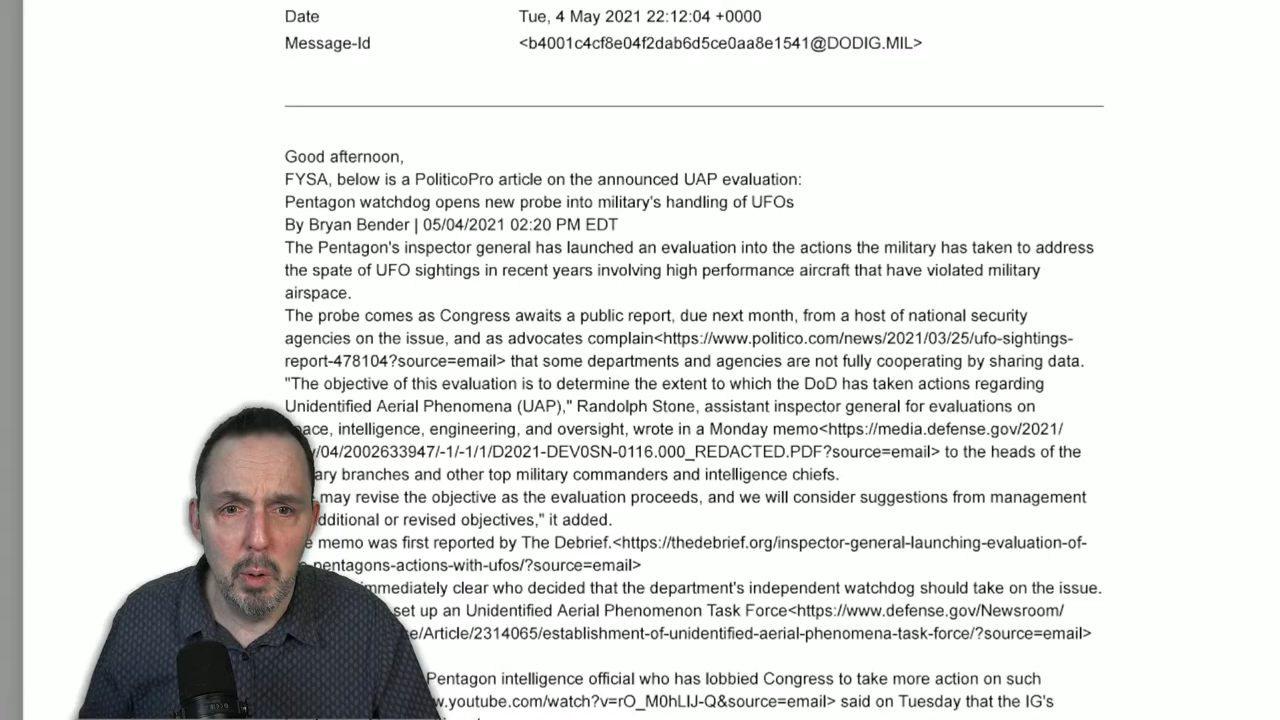 Date Tue, 4 May 2021 22:12:04 +0000
Message-Id <b4001c4cf8e04f2dab6d5ce0aa8e1541@DODIG.MIL>
Good afternoon,
FYSA, below is a PoliticoPro article on the announced UAP evaluation:
Pentagon watchdog opens new probe into military's handling of UFOs
By Bryan Bender | 05/04/2021 02:20 PM EDT
The Pentagon's inspector general has launched an evaluation into the actions the military has taken to address
the spate of UFO sightings in recent years involving high performance aircraft that have violated military
airspace.
The probe comes as Congress awaits a public report, due next month, from a host of national security
agencies on the issue, and as advocates complain<https://www.politico.com/news/2021/03/25/ufo-sightings-
report-478104?source=email> that some departments and agencies are not fully cooperating by sharing data.
"The objective of this evaluation is to determine the extent to which the DoD has taken actions regarding
Unidentified Aerial Phenomena (UAP)," Randolph Stone, assistant inspector general for evaluations on
ace, intelligence, engineering, and oversight, wrote in a Monday memo<https://media.defense.gov/2021/
/04/2002633947/-1/-1/1/D2021-DEV0SN-0116.000_REDACTED.PDF?source=email> to the heads of the
ary branches and other top military commanders and intelligence chiefs.
may revise the objective as the evaluation proceeds, and we will consider suggestions from management
dditional or revised objectives," it added.
e memo was first reported by The Debrief.<https://thedebrief.org/inspector-general-launching-evaluation-of-
pentagons-actions-with-ufos/?source=email>
mmediately clear who decided that the department's independent watchdog should take on the issue.
set up an Unidentified Aerial Phenomenon Task Force<https://www.defense.gov/Newsroom/
e/Article/2314065/establishment-of-unidentified-aerial-phenomena-task-force/?source=email>
Pentagon intelligence official who has lobbied Congress to take more action on such
w.youtube.com/watch?v=rO_M0hLIJ-Q&source=email> said on Tuesday that the IG's